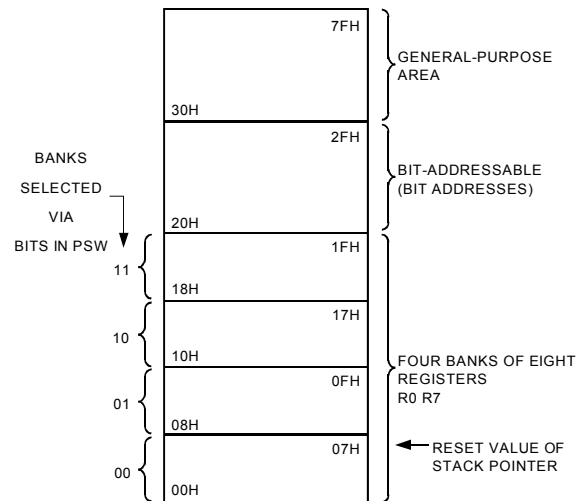 7FH
GENERAL-PURPOSE
AREA
30H
2FH
BANKS
SELECTED
VIA
BITS IN PSW
BIT-ADDRESSABLE
(BIT ADDRESSES)
20H
1FH
11
18H
17H
10
10H
FOUR BANKS OF EIGHT
REGISTERS
R0 R7
0FH
01
08H
07H
RESET VALUE OF
STACK POINTER
00
00H